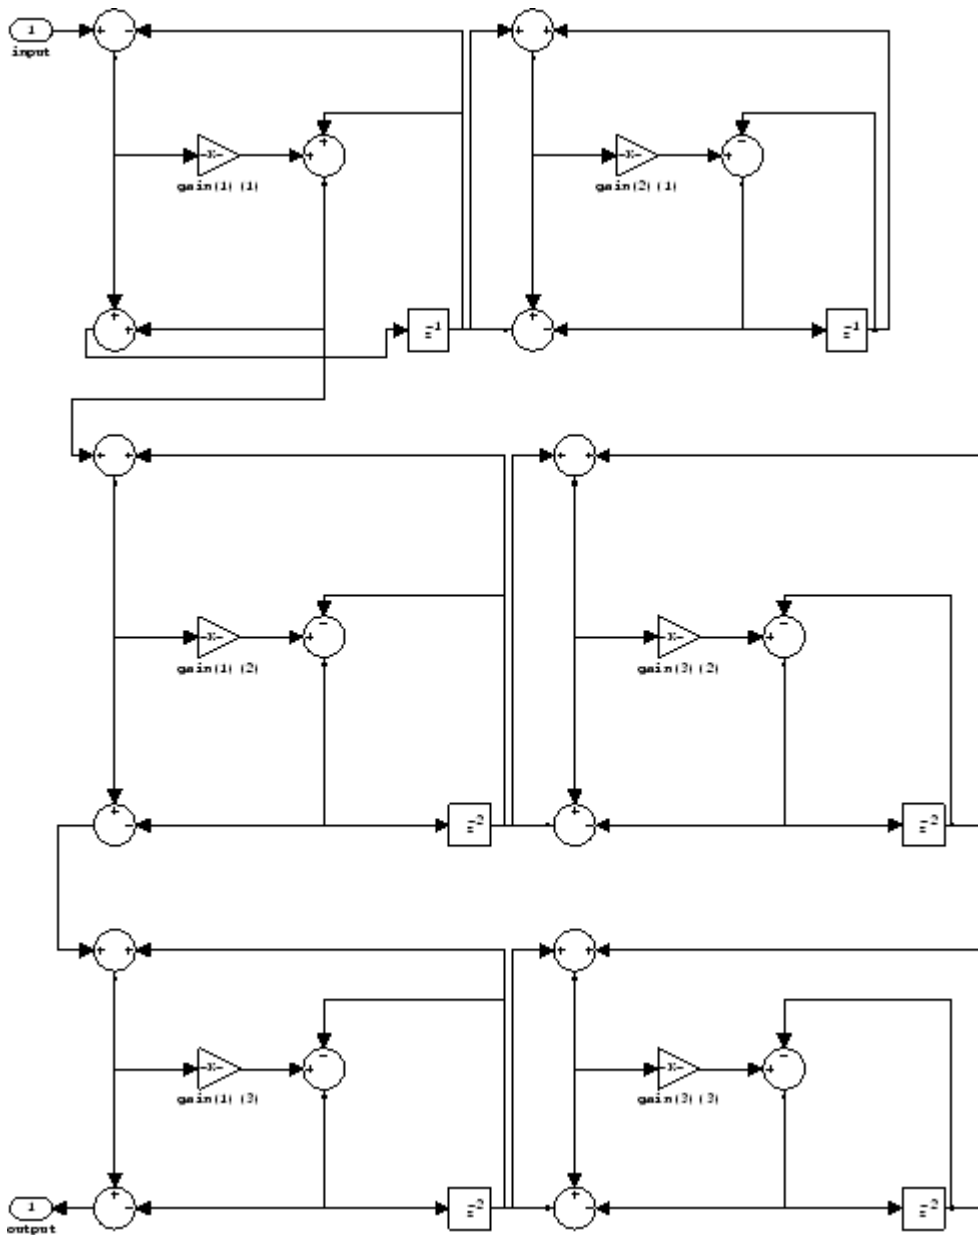 1
input
+ -
+ +
+
-K-
+
gain(1) (1)
-
-K-
+
gain(2) (1)
+
+
z-1
+
-
z-1
- +
+ +
-
-K-
+
gain(1) (2)
-
-K-
+
gain(3) (2)
+
-
z-2
+
-
z-2
+ +
+ +
-
-K-
+
gain(1) (3)
-
-K-
+
gain(3) (3)
1
output
+
-
z-2
+
-
z-2